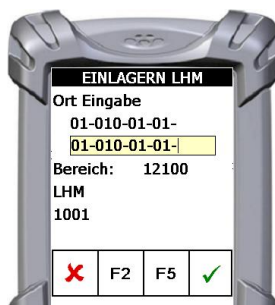 EINLAGERN LHM
Ort Eingabe
01-010-01-01-
01-010-01-01-
Bereich: 12100
LHM
1001
F2 F5